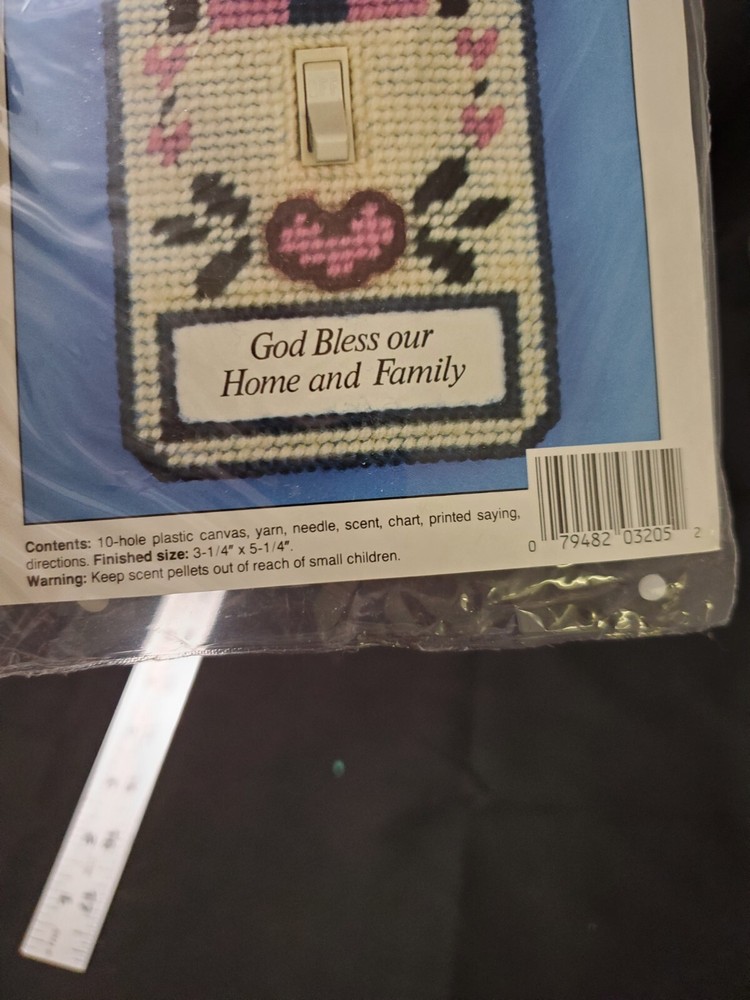 God Bless our
Home and Family
Contents: 10-hole plastic canvas, yarn, needle, scent, chart, printed saying,
directions. Finished size: 3-1/4" x 5-1/4".
Warning: Keep scent pellets out of reach of small children.
0 79482 03205 2